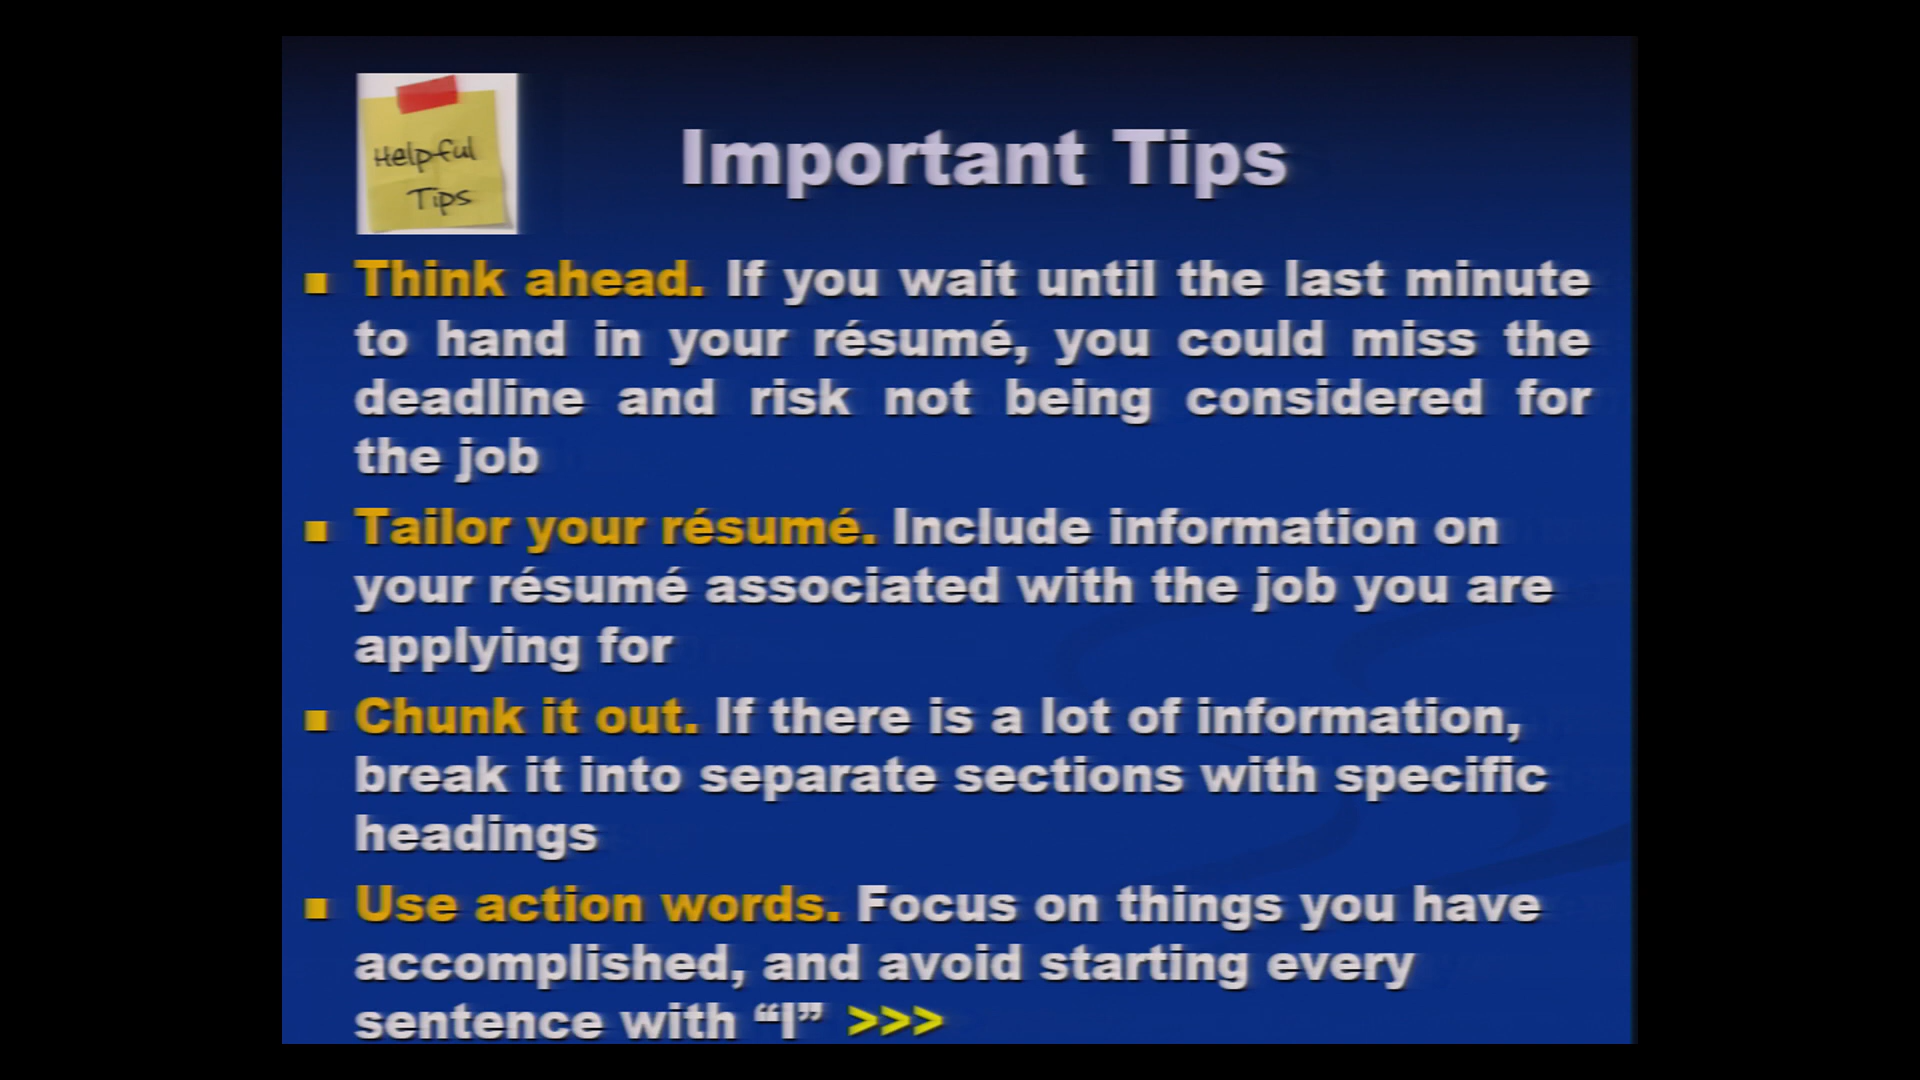 Helpful
Tips
Important Tips
Think ahead. If you wait until the last minute
to hand in your résumé, you could miss the
deadline and risk not being considered for
the job
Tailor your résumé. Include information on
your résumé associated with the job you are
applying for
Chunk it out. If there is a lot of information,
break it into separate sections with specific
headings
Use action words. Focus on things you have
accomplished, and avoid starting every
sentence with “I” >>>